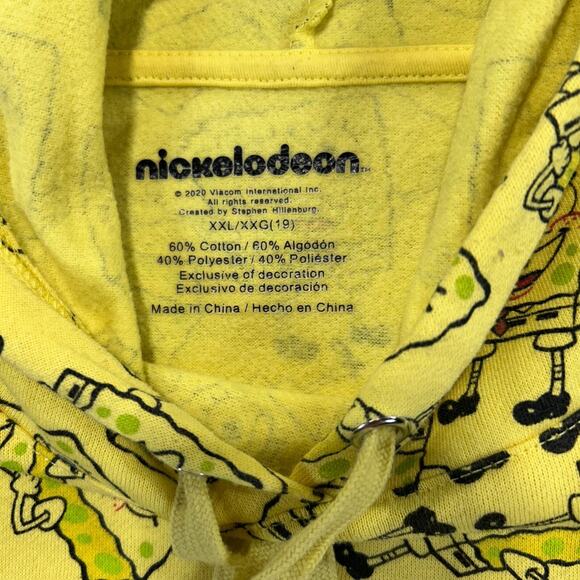 nickelodeon™
© 2020 Viacom International Inc.
All rights reserved.
Created by Stephen Hillenburg.
XXL/XXG(19)
60% Cotton / 60% Algodón
40% Polyester / 40% Poliéster
Exclusive of decoration
Exclusivo de decoración
Made in China / Hecho en China